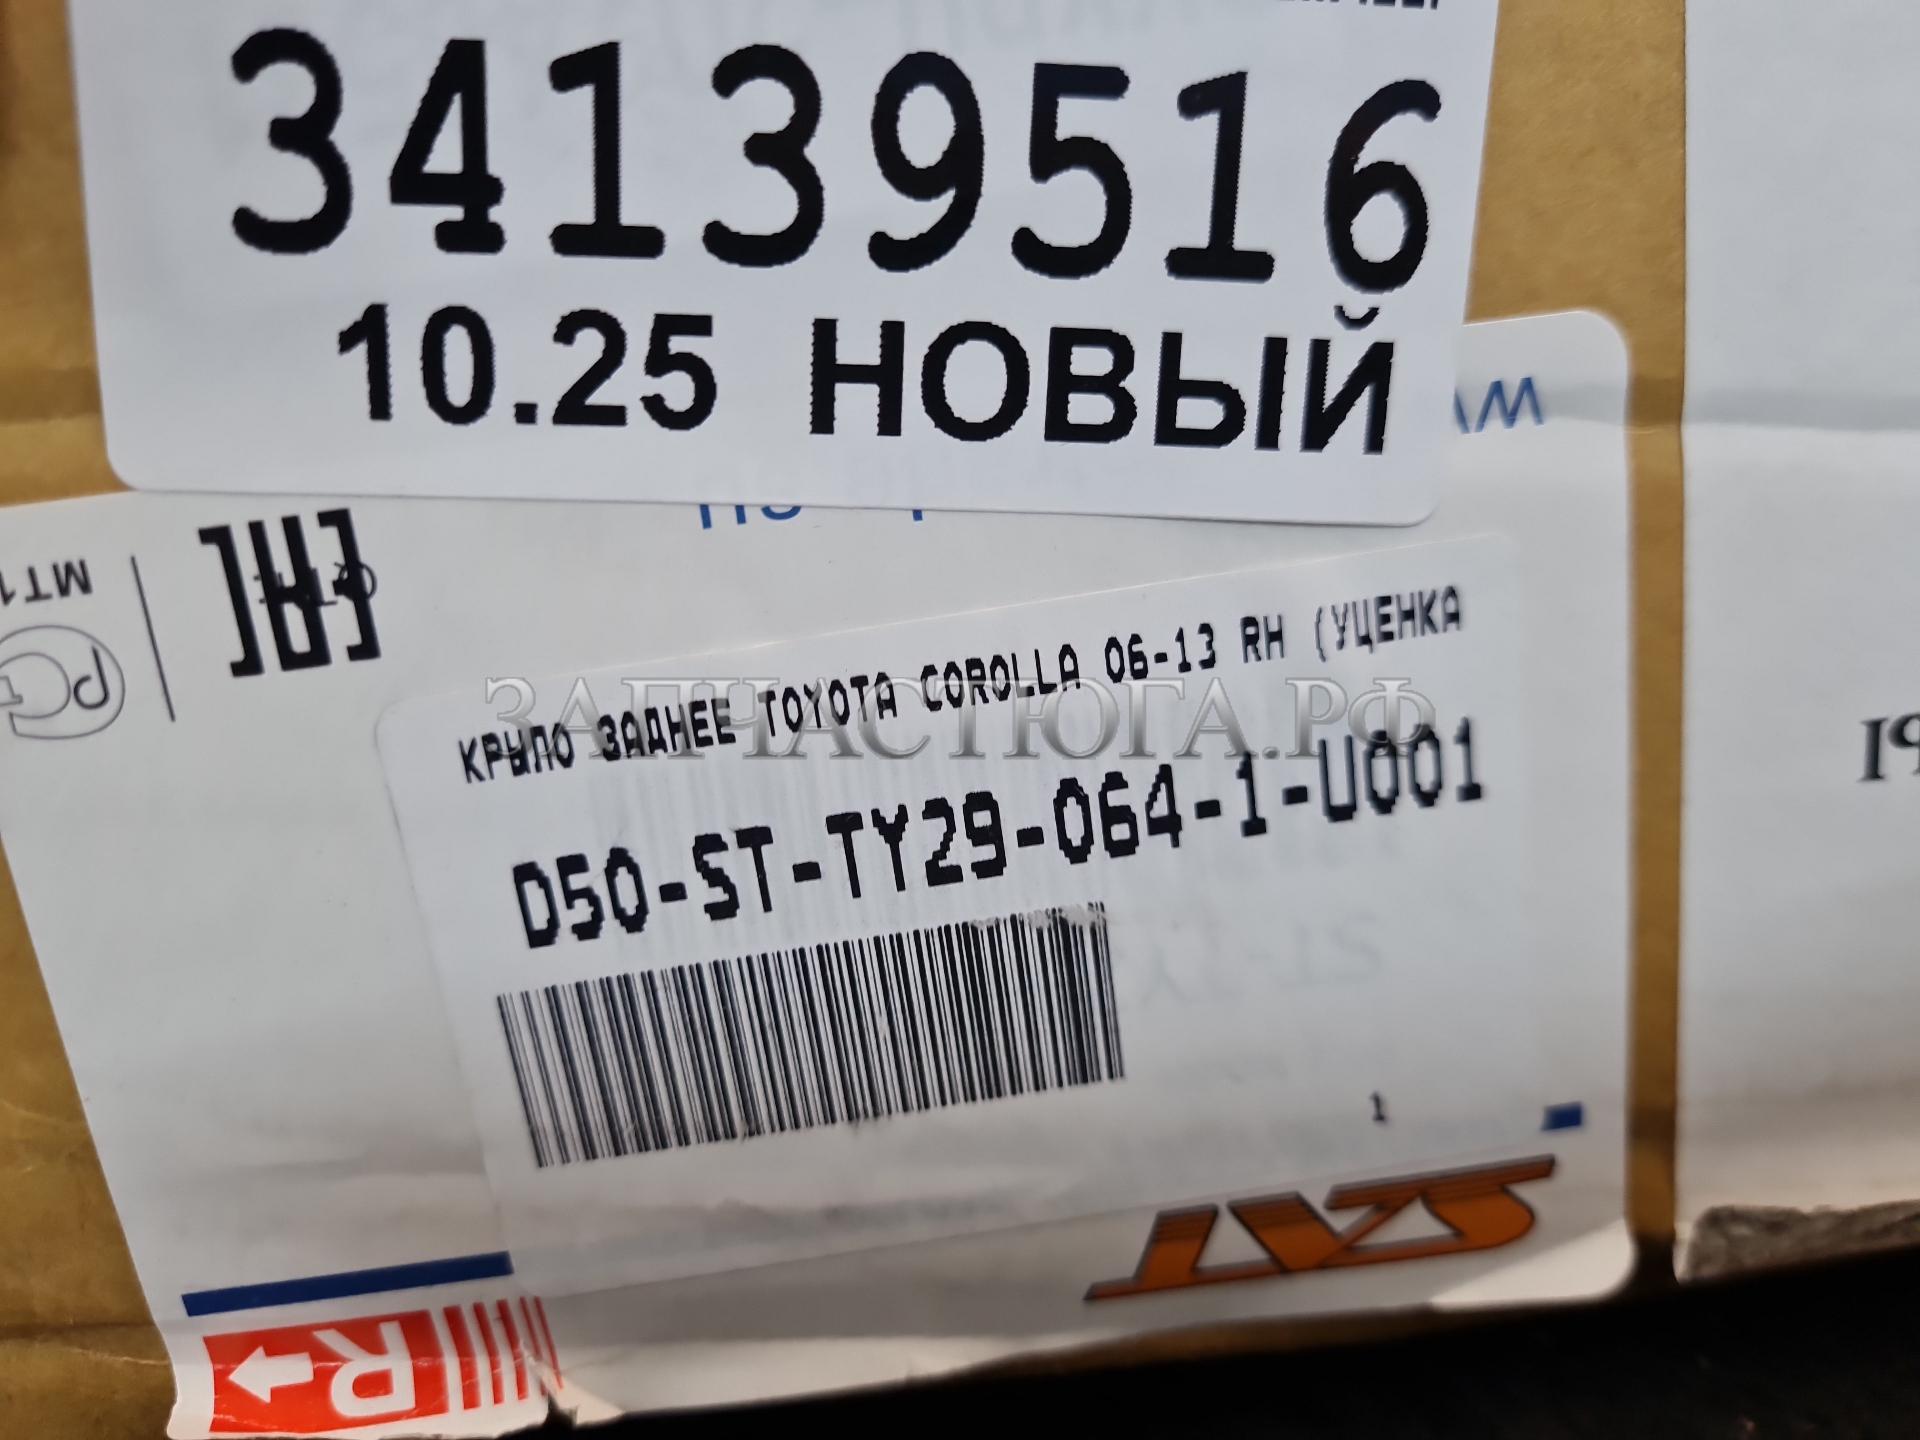 34139516
10.25 НОВЫЙ
МТ1
КРЫЛО ЗАДНЕЕ TOYOTA COROLLA 06-13 RH (УЦЕНКА
ЗАПЧАСТЮГА.РФ
D50-ST-TY29-064-1-U001
1
SAT
R